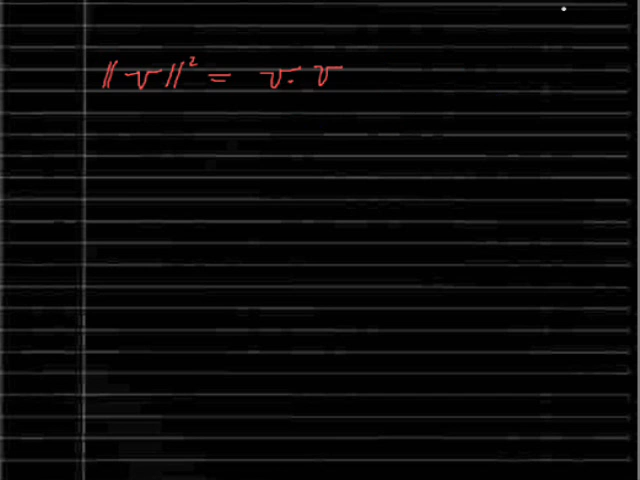 ‖v‖² = v · v